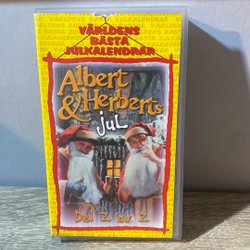 VÄRLDENS
BÄSTA
JULKALENDRAR
Albert
& Herberts
jul
Del 2 av 2